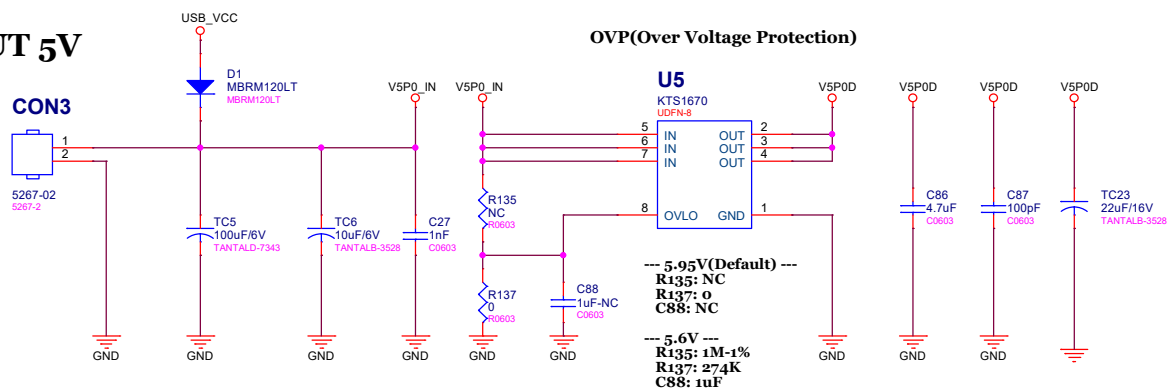 USB_VCC
UT 5V
OVP(Over Voltage Protection)
D1
MBRM120LT
MBRM120LT
V5P0_IN
V5P0_IN
U5
KTS1670
UDFN-8
V5P0D
V5P0D
V5P0D
V5P0D
CON3
1
2
5267-02
5267-2
5 IN OUT 2
6 IN OUT 3
7 IN OUT 4
8 OVLO GND 1
R135
NC
R0603
TC5
100uF/6V
TANTALD-7343
TC6
10uF/6V
TANTALB-3528
C27
1nF
C0603
C86
4.7uF
C0603
C87
100pF
C0603
TC23
22uF/16V
TANTALB-3528
R137
0
R0603
C88
1uF-NC
C0603
--- 5.95V(Default) ---
R135: NC
R137: 0
C88: NC
--- 5.6V ---
R135: 1M-1%
R137: 274K
C88: 1uF
GND
GND
GND
GND
GND
GND
GND
GND
GND